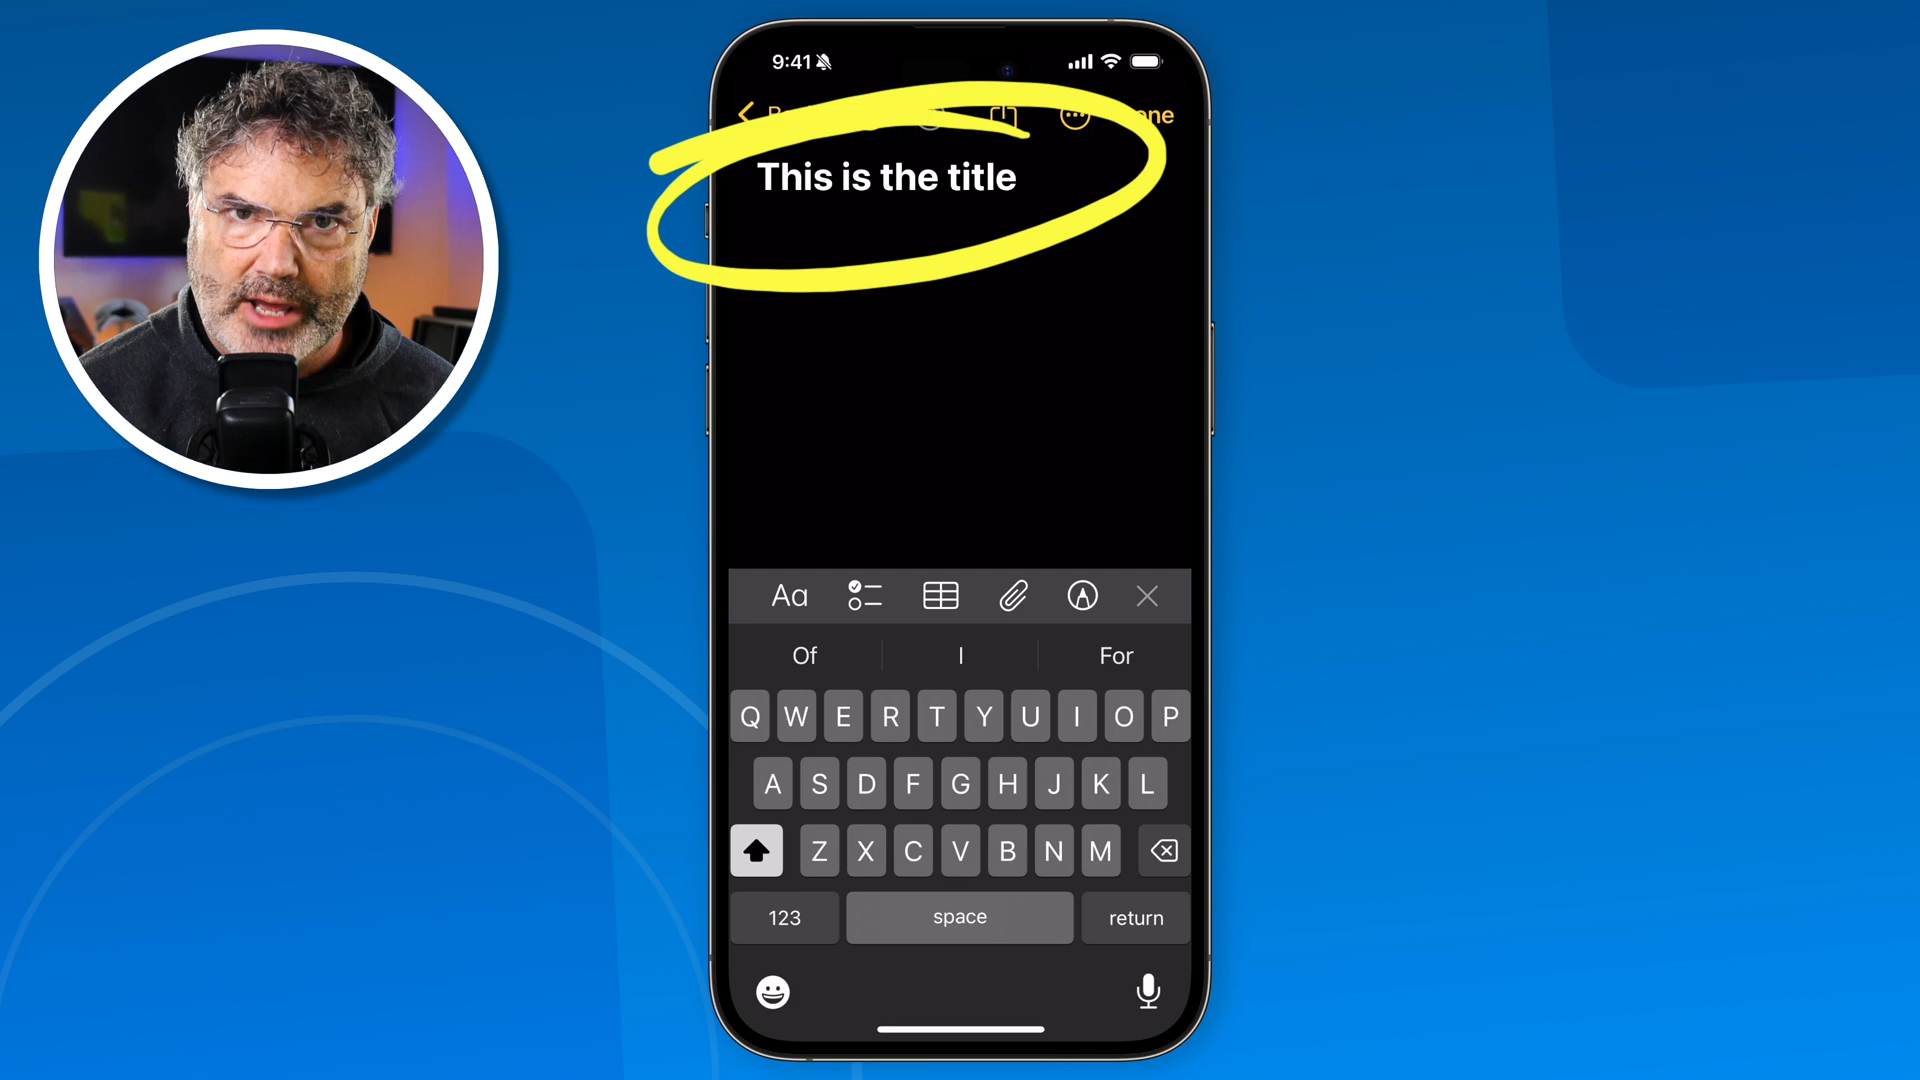 9:41
This is the title
Aa
Of I For
Q W E R T Y U I O P
A S D F G H J K L
Z X C V B N M
123 space return